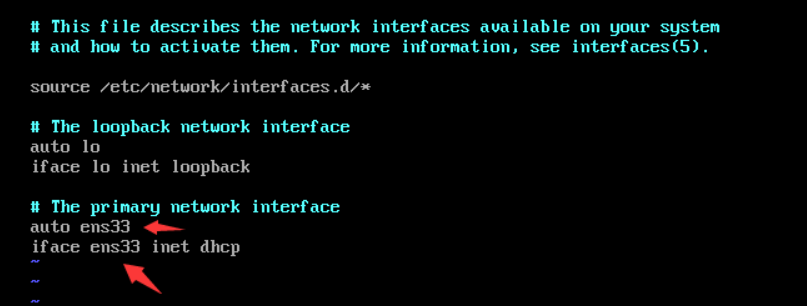 # This file describes the network interfaces available on your system
# and how to activate them. For more information, see interfaces(5).
source /etc/network/interfaces.d/*
# The loopback network interface
auto lo
iface lo inet loopback
# The primary network interface
auto ens33
iface ens33 inet dhcp
~
~
~